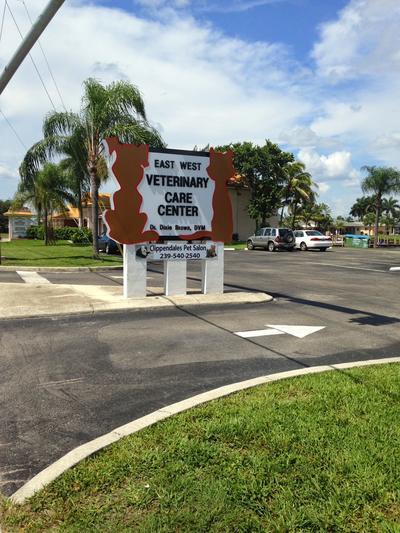 EAST WEST
VETERINARY
CARE
CENTER
Dr. Dixie Brown, DVM
Clippendales Pet Salon
239-540-2540